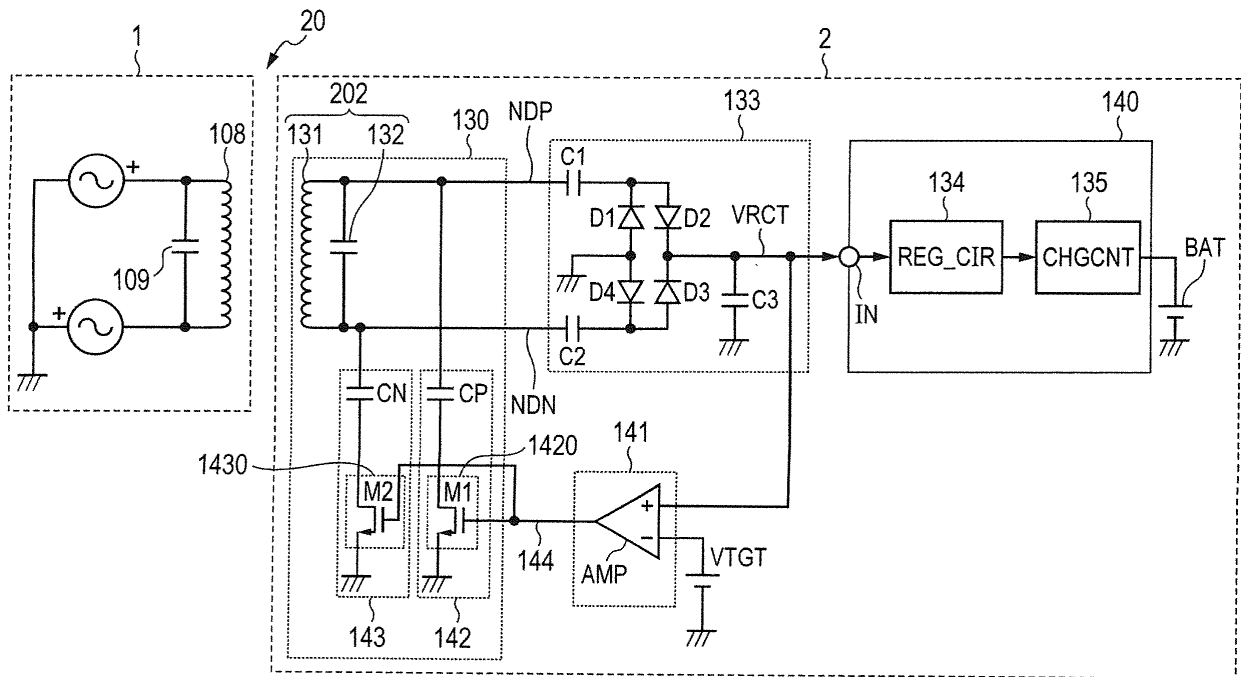 1
20
2
202
108
131
132
130
NDP
133
140
C1
134
135
+
D1
D2
VRCT
REG_CIR
CHGCNT
BAT
109
D4
D3
C3
IN
+
C2
CN
CP
NDN
1430
1420
141
M2
M1
+
−
144
AMP
VTGT
143
142